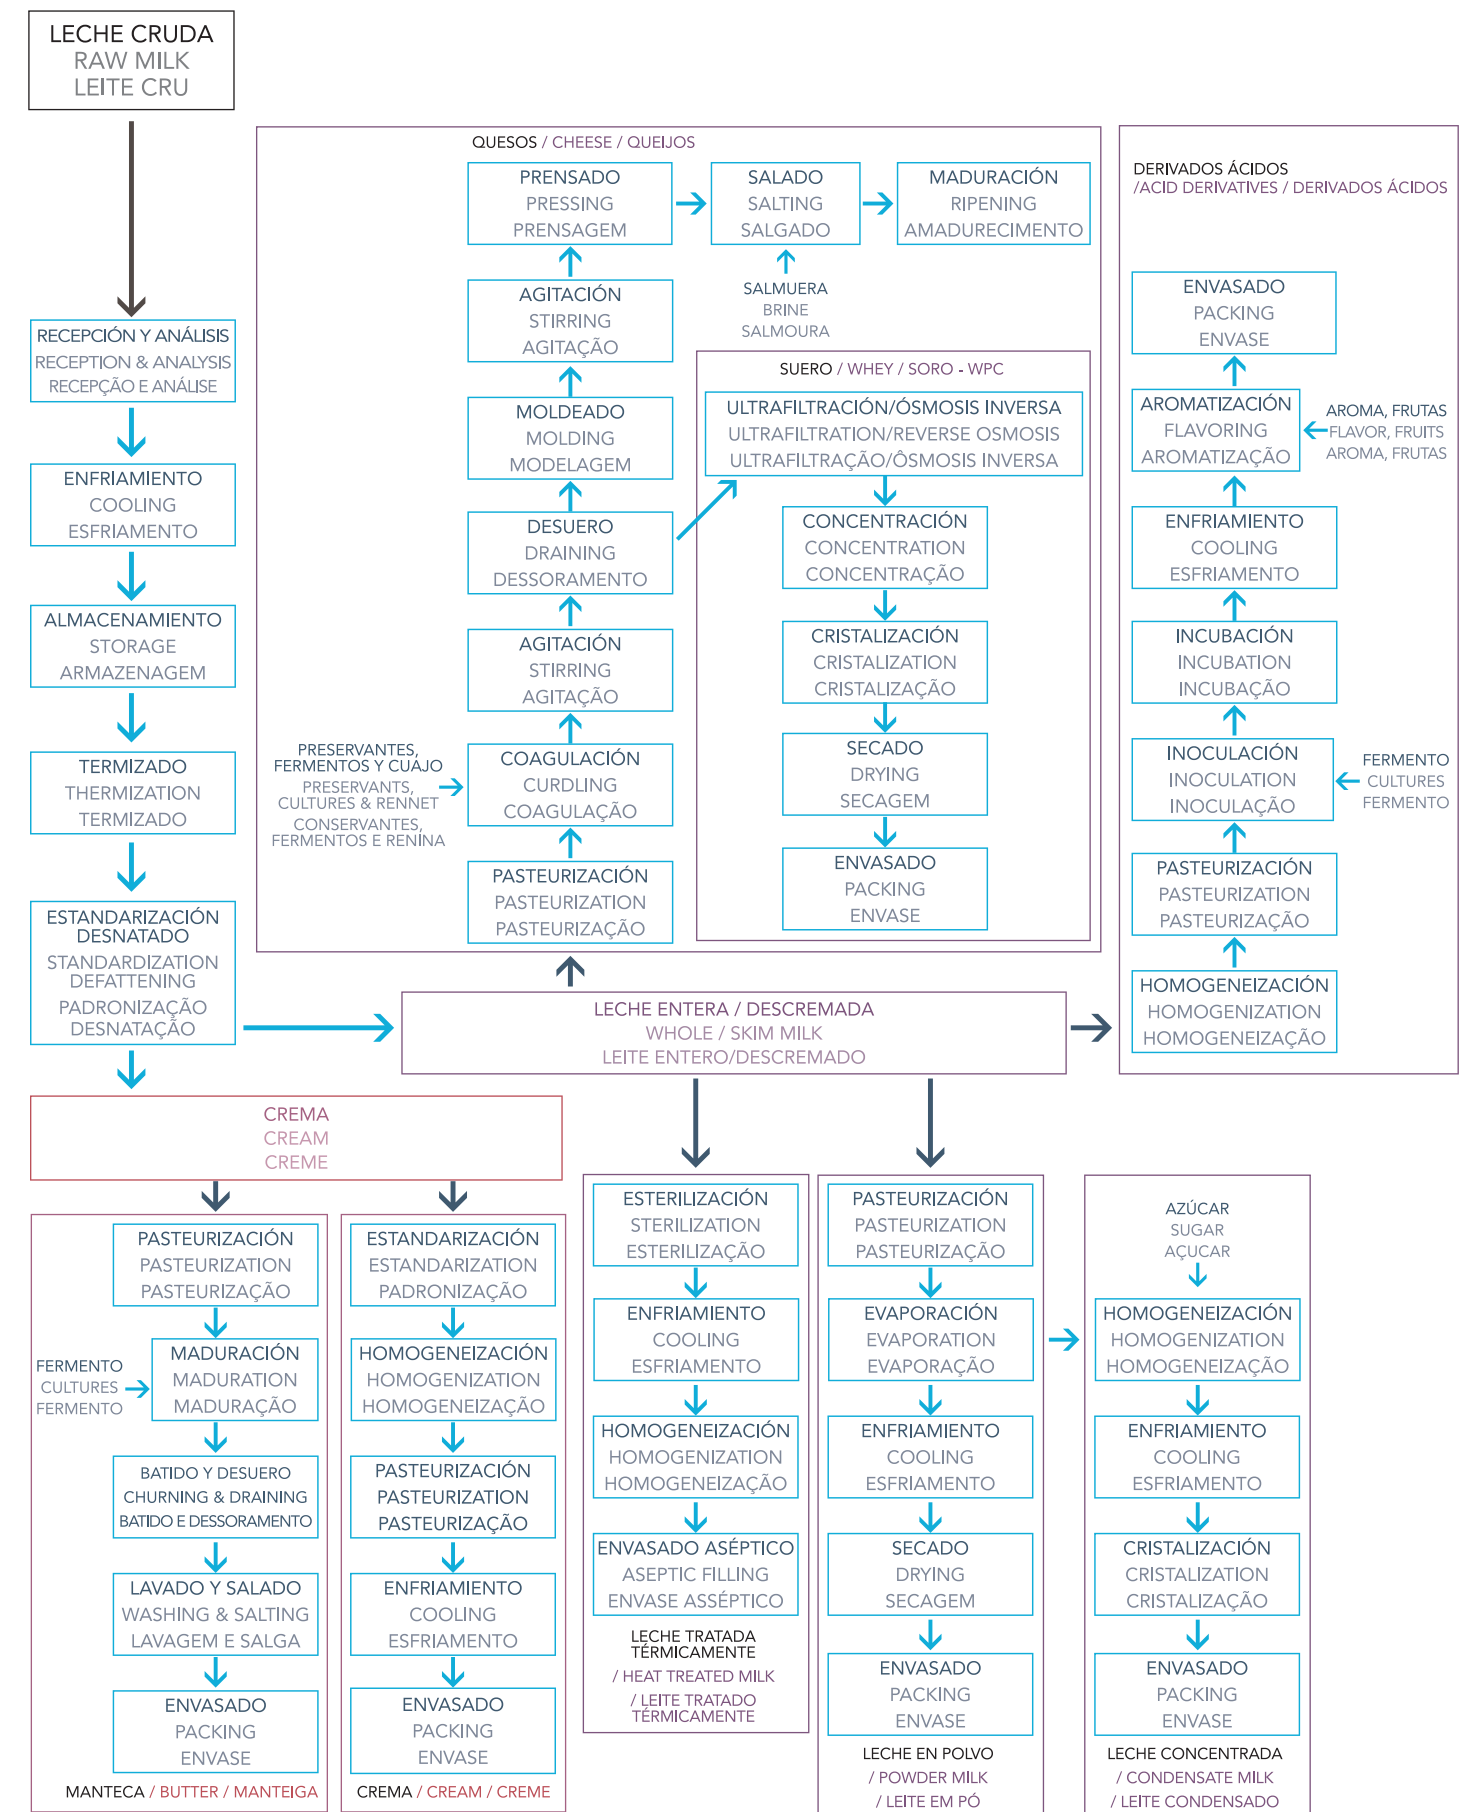 LECHE CRUDA
RAW MILK
LEITE CRU
RECEPCIÓN Y ANÁLISIS
RECEPTION & ANALYSIS
RECEPÇÃO E ANÁLISE
ENFRIAMIENTO
COOLING
ESFRIAMENTO
ALMACENAMIENTO
STORAGE
ARMAZENAGEM
TERMIZADO
THERMIZATION
TERMIZADO
ESTANDARIZACIÓN
DESNATADO
STANDARDIZATION
DEFATTENING
PADRONIZAÇÃO
DESNATAÇÃO
QUESOS / CHEESE / QUEIJOS
PRENSADO
PRESSING
PRENSAGEM
SALADO
SALTING
SALGADO
MADURACIÓN
RIPENING
AMADURECIMENTO
SALMUERA
BRINE
SALMOURA
AGITACIÓN
STIRRING
AGITAÇÃO
MOLDEADO
MOLDING
MODELAGEM
DESUERO
DRAINING
DESSORAMENTO
AGITACIÓN
STIRRING
AGITAÇÃO
PRESERVANTES,
FERMENTOS Y CUAJO
PRESERVANTS,
CULTURES & RENNET
CONSERVANTES,
FERMENTOS E RENINA
COAGULACIÓN
CURDLING
COAGULAÇÃO
PASTEURIZACIÓN
PASTEURIZATION
PASTEURIZAÇÃO
SUERO / WHEY / SORO - WPC
ULTRAFILTRACIÓN/ÓSMOSIS INVERSA
ULTRAFILTRATION/REVERSE OSMOSIS
ULTRAFILTRAÇÃO/ÔSMOSIS INVERSA
CONCENTRACIÓN
CONCENTRATION
CONCENTRAÇÃO
CRISTALIZACIÓN
CRISTALIZATION
CRISTALIZAÇÃO
SECADO
DRYING
SECAGEM
ENVASADO
PACKING
ENVASE
DERIVADOS ÁCIDOS
/ACID DERIVATIVES / DERIVADOS ÁCIDOS
ENVASADO
PACKING
ENVASE
AROMATIZACIÓN
FLAVORING
AROMATIZAÇÃO
AROMA, FRUTAS
FLAVOR, FRUITS
AROMA, FRUTAS
ENFRIAMIENTO
COOLING
ESFRIAMENTO
INCUBACIÓN
INCUBATION
INCUBAÇÃO
INOCULACIÓN
INOCULATION
INOCULAÇÃO
FERMENTO
CULTURES
FERMENTO
PASTEURIZACIÓN
PASTEURIZATION
PASTEURIZAÇÃO
HOMOGENEIZACIÓN
HOMOGENIZATION
HOMOGENEIZAÇÃO
LECHE ENTERA / DESCREMADA
WHOLE / SKIM MILK
LEITE ENTERO/DESCREMADO
CREMA
CREAM
CREME
PASTEURIZACIÓN
PASTEURIZATION
PASTEURIZAÇÃO
FERMENTO
CULTURES
FERMENTO
MADURACIÓN
MADURATION
MADURAÇÃO
BATIDO Y DESUERO
CHURNING & DRAINING
BATIDO E DESSORAMENTO
LAVADO Y SALADO
WASHING & SALTING
LAVAGEM E SALGA
ENVASADO
PACKING
ENVASE
MANTECA / BUTTER / MANTEIGA
ESTANDARIZACIÓN
ESTANDARIZATION
PADRONIZAÇÃO
HOMOGENEIZACIÓN
HOMOGENIZATION
HOMOGENEIZAÇÃO
PASTEURIZACIÓN
PASTEURIZATION
PASTEURIZAÇÃO
ENFRIAMIENTO
COOLING
ESFRIAMENTO
ENVASADO
PACKING
ENVASE
CREMA / CREAM / CREME
ESTERILIZACIÓN
STERILIZATION
ESTERILIZAÇÃO
ENFRIAMIENTO
COOLING
ESFRIAMENTO
HOMOGENEIZACIÓN
HOMOGENIZATION
HOMOGENEIZAÇÃO
ENVASADO ASÉPTICO
ASEPTIC FILLING
ENVASE ASSÉPTICO
LECHE TRATADA
TÉRMICAMENTE
/ HEAT TREATED MILK
/ LEITE TRATADO
TÉRMICAMENTE
PASTEURIZACIÓN
PASTEURIZATION
PASTEURIZAÇÃO
EVAPORACIÓN
EVAPORATION
EVAPORAÇÃO
ENFRIAMIENTO
COOLING
ESFRIAMENTO
SECADO
DRYING
SECAGEM
ENVASADO
PACKING
ENVASE
LECHE EN POLVO
/ POWDER MILK
/ LEITE EM PÓ
AZÚCAR
SUGAR
AÇUCAR
HOMOGENEIZACIÓN
HOMOGENIZATION
HOMOGENEIZAÇÃO
ENFRIAMIENTO
COOLING
ESFRIAMENTO
CRISTALIZACIÓN
CRISTALIZATION
CRISTALIZAÇÃO
ENVASADO
PACKING
ENVASE
LECHE CONCENTRADA
/ CONDENSATE MILK
/ LEITE CONDENSADO